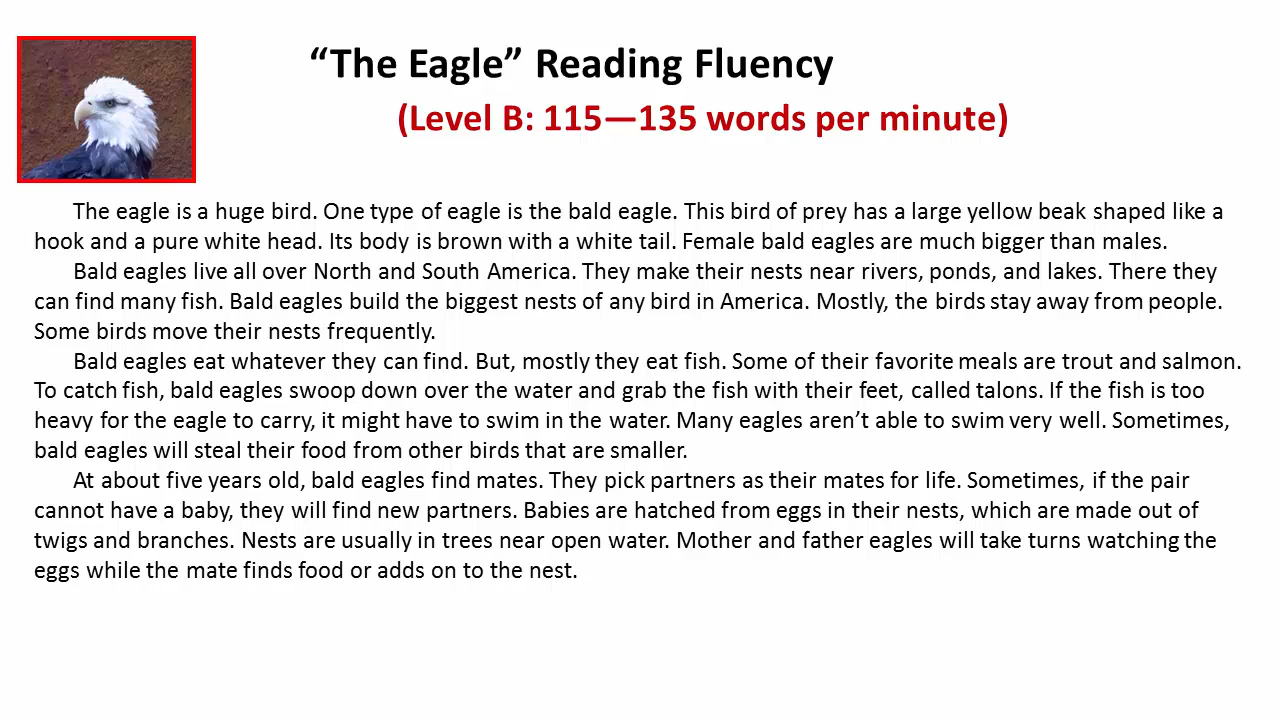 “The Eagle” Reading Fluency
(Level B: 115—135 words per minute)
The eagle is a huge bird. One type of eagle is the bald eagle. This bird of prey has a large yellow beak shaped like a
hook and a pure white head. Its body is brown with a white tail. Female bald eagles are much bigger than males.
Bald eagles live all over North and South America. They make their nests near rivers, ponds, and lakes. There they
can find many fish. Bald eagles build the biggest nests of any bird in America. Mostly, the birds stay away from people.
Some birds move their nests frequently.
Bald eagles eat whatever they can find. But, mostly they eat fish. Some of their favorite meals are trout and salmon.
To catch fish, bald eagles swoop down over the water and grab the fish with their feet, called talons. If the fish is too
heavy for the eagle to carry, it might have to swim in the water. Many eagles aren’t able to swim very well. Sometimes,
bald eagles will steal their food from other birds that are smaller.
At about five years old, bald eagles find mates. They pick partners as their mates for life. Sometimes, if the pair
cannot have a baby, they will find new partners. Babies are hatched from eggs in their nests, which are made out of
twigs and branches. Nests are usually in trees near open water. Mother and father eagles will take turns watching the
eggs while the mate finds food or adds on to the nest.